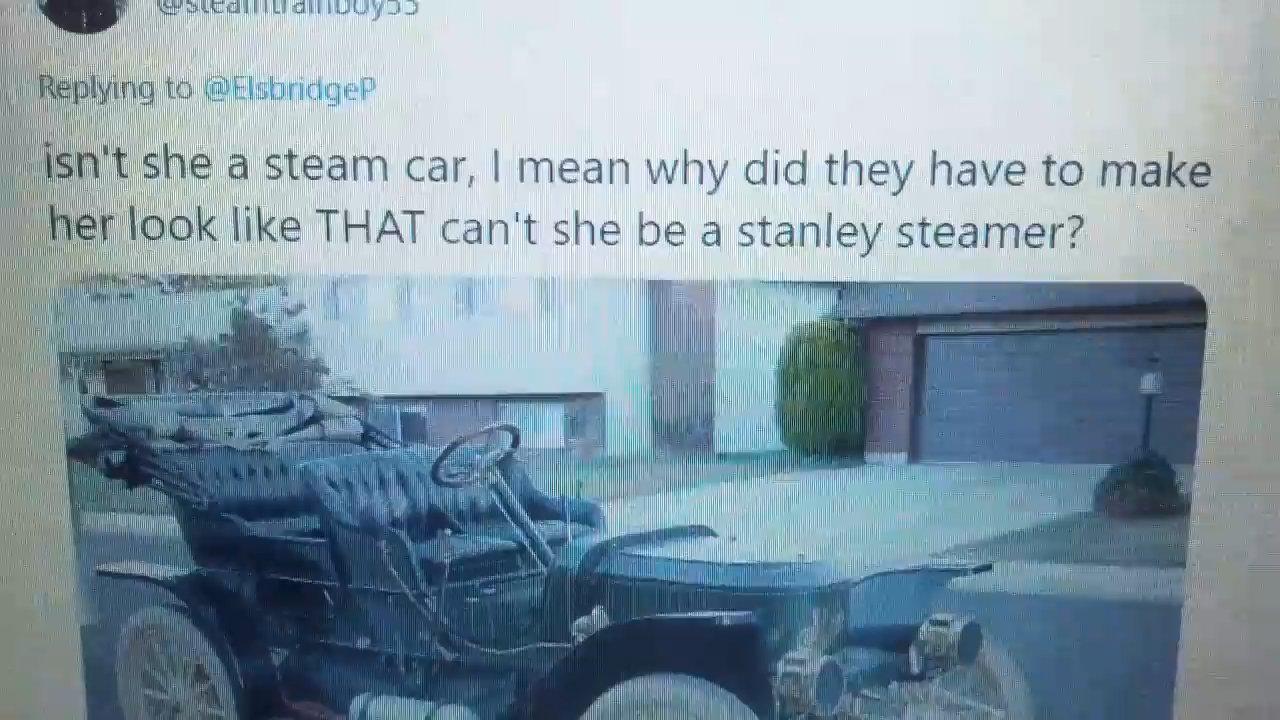 @steamtrainboy55
Replying to @ElsbridgeP
isn't she a steam car, I mean why did they have to make
her look like THAT can't she be a stanley steamer?